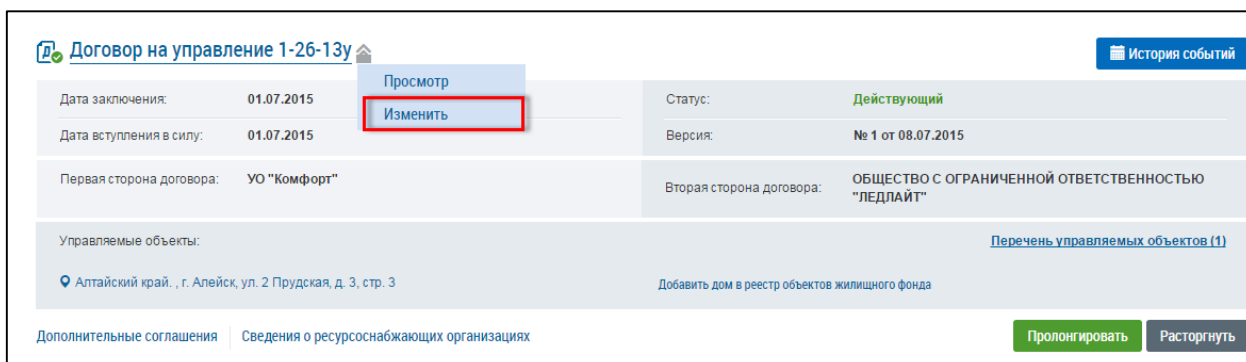 Договор на управление 1-26-13у
История событий
Просмотр
Изменить
Дата заключения: 01.07.2015
Статус: Действующий
Дата вступления в силу: 01.07.2015
Версия: № 1 от 08.07.2015
Первая сторона договора: УО "Комфорт"
Вторая сторона договора: ОБЩЕСТВО С ОГРАНИЧЕННОЙ ОТВЕТСТВЕННОСТЬЮ
"ЛЕДЛАЙТ"
Управляемые объекты:
Перечень управляемых объектов (1)
Алтайский край. , г. Алейск, ул. 2 Прудская, д. 3, стр. 3
Добавить дом в реестр объектов жилищного фонда
Дополнительные соглашения Сведения о ресурсоснабжающих организациях
Пролонгировать Расторгнуть